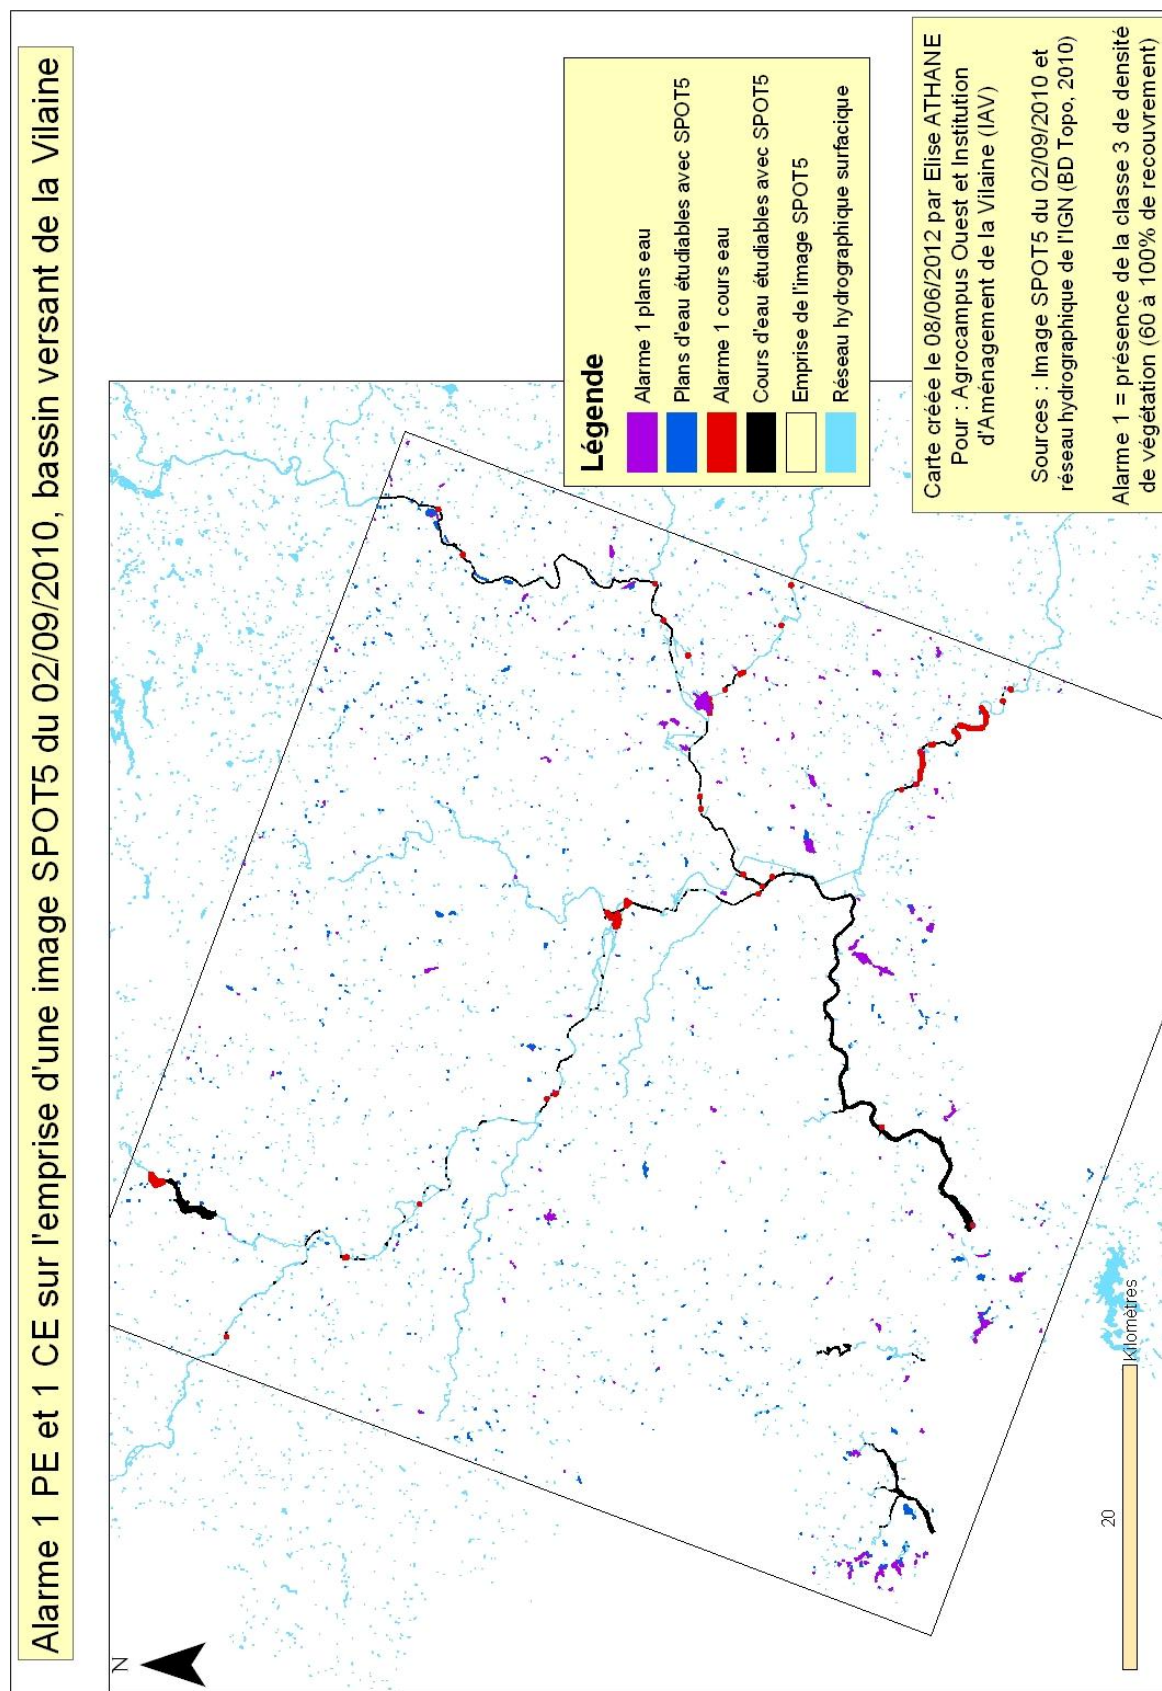 Alarme 1 PE et 1 CE sur l'emprise d'une image SPOT5 du 02/09/2010, bassin versant de la Vilaine
N
Légende
Alarme 1 plans eau
Plans d'eau étudiables avec SPOT5
Alarme 1 cours eau
Cours d'eau étudiables avec SPOT5
Emprise de l'image SPOT5
Réseau hydrographique surfacique
Carte créée le 08/06/2012 par Elise ATHANE
Pour : Agrocampus Ouest et Institution
d'Aménagement de la Vilaine (IAV)
Sources : Image SPOT5 du 02/09/2010 et
réseau hydrographique de l'IGN (BD Topo, 2010)
Alarme 1 = présence de la classe 3 de densité
de végétation (60 à 100% de recouvrement)
20
Kilomètres